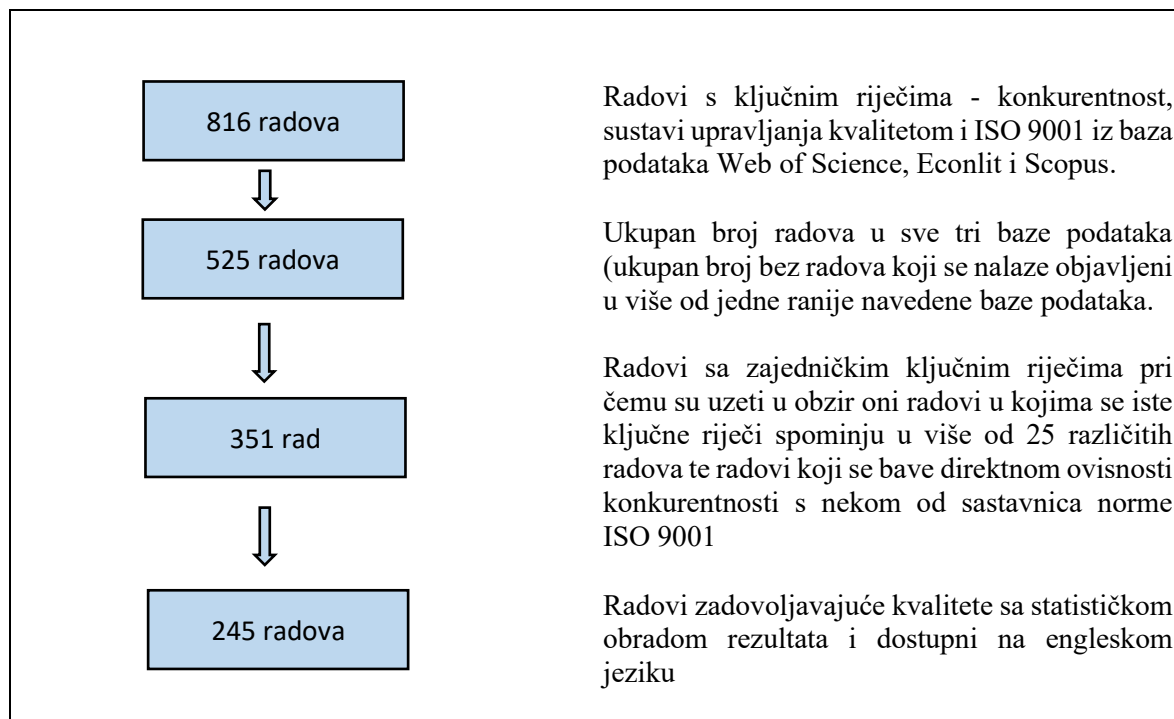 816 radova
Radovi s ključnim riječima - konkurentnost,
sustavi upravljanja kvalitetom i ISO 9001 iz baza
podataka Web of Science, Econlit i Scopus.
525 radova
Ukupan broj radova u sve tri baze podataka
(ukupan broj bez radova koji se nalaze objavljeni
u više od jedne ranije navedene baze podataka.
351 rad
Radovi sa zajedničkim ključnim riječima pri
čemu su uzeti u obzir oni radovi u kojima se iste
ključne riječi spominju u više od 25 različitih
radova te radovi koji se bave direktnom ovisnosti
konkurentnosti s nekom od sastavnica norme
ISO 9001
245 radova
Radovi zadovoljavajuće kvalitete sa statističkom
obradom rezultata i dostupni na engleskom
jeziku